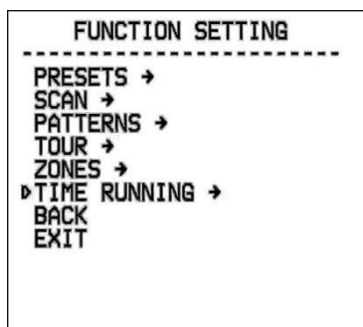 FUNCTION SETTING
PRESETS →
SCAN →
PATTERNS →
TOUR →
ZONES →
TIME RUNNING →
BACK
EXIT